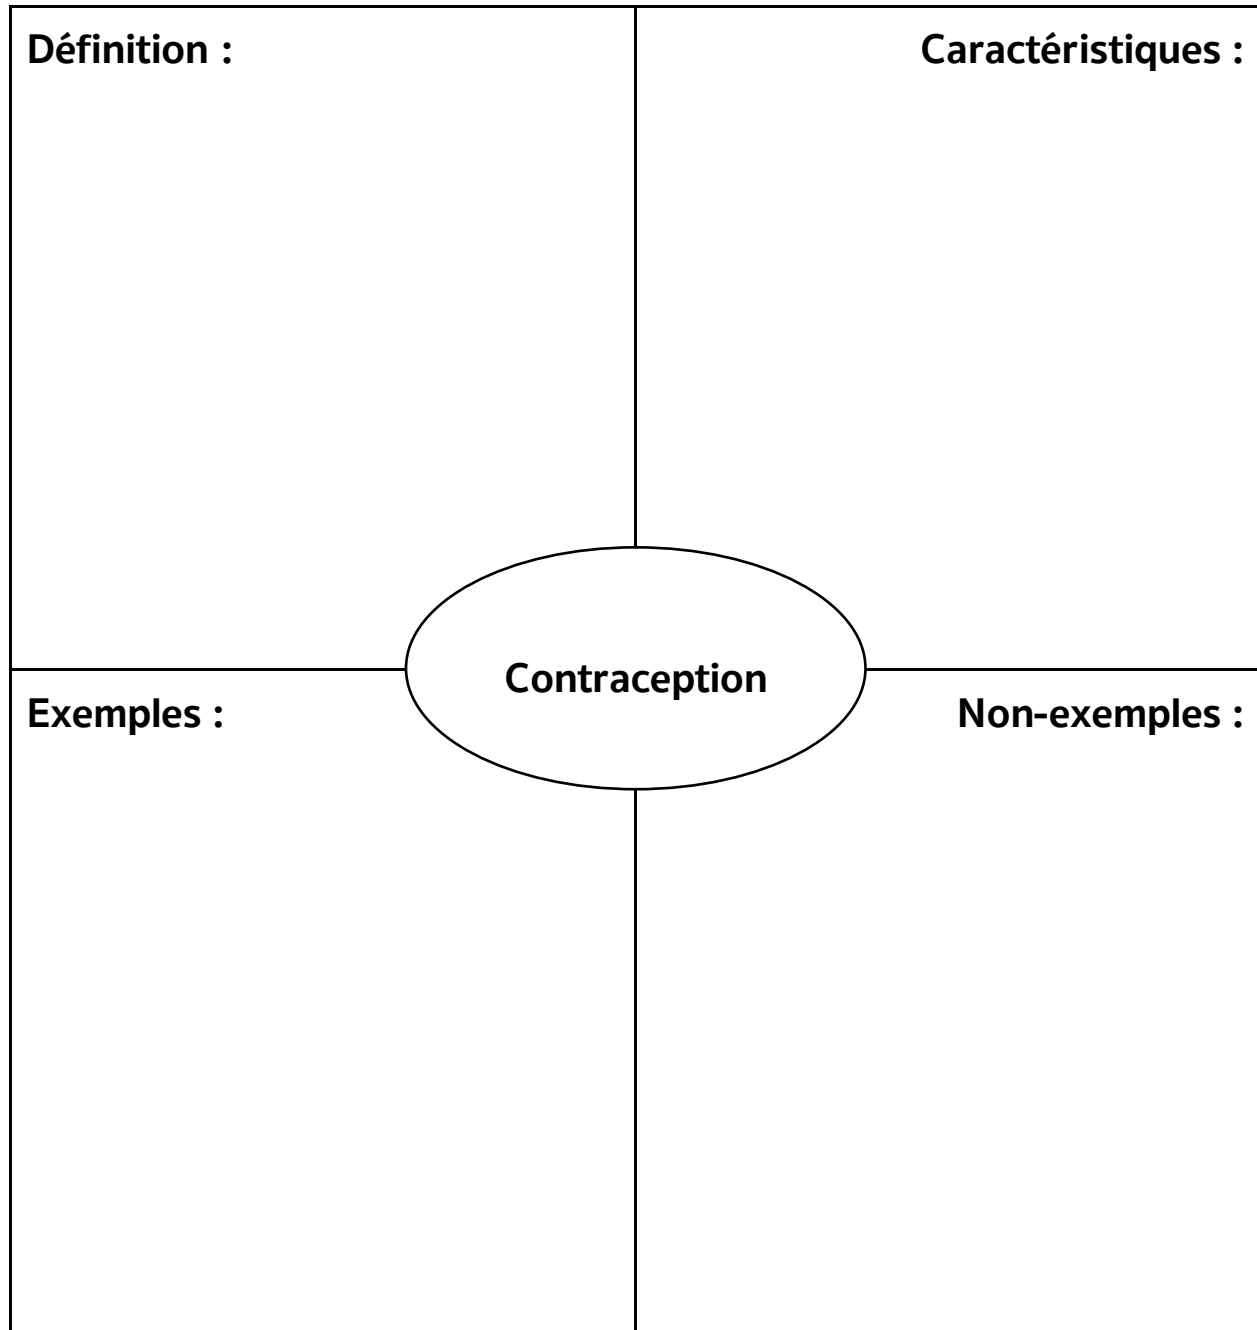 Définition :
Caractéristiques :
Contraception
Exemples :
Non-exemples :